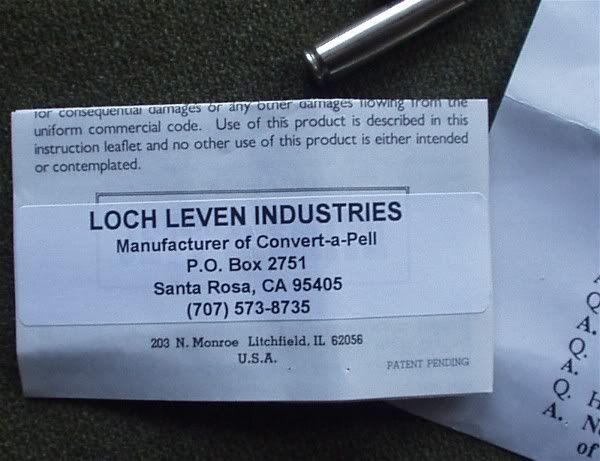 for consequential damages or any other damages flowing from the
uniform commercial code. Use of this product is described in this
instruction leaflet and no other use of this product is either intended
or contemplated.
LOCH LEVEN INDUSTRIES
Manufacturer of Convert-a-Pell
P.O. Box 2751
Santa Rosa, CA 95405
(707) 573-8735
203 N. Monroe Litchfield, IL 62056
U.S.A.
PATENT PENDING
Q.
A.
Q.
A.
Q. H
A. N
of